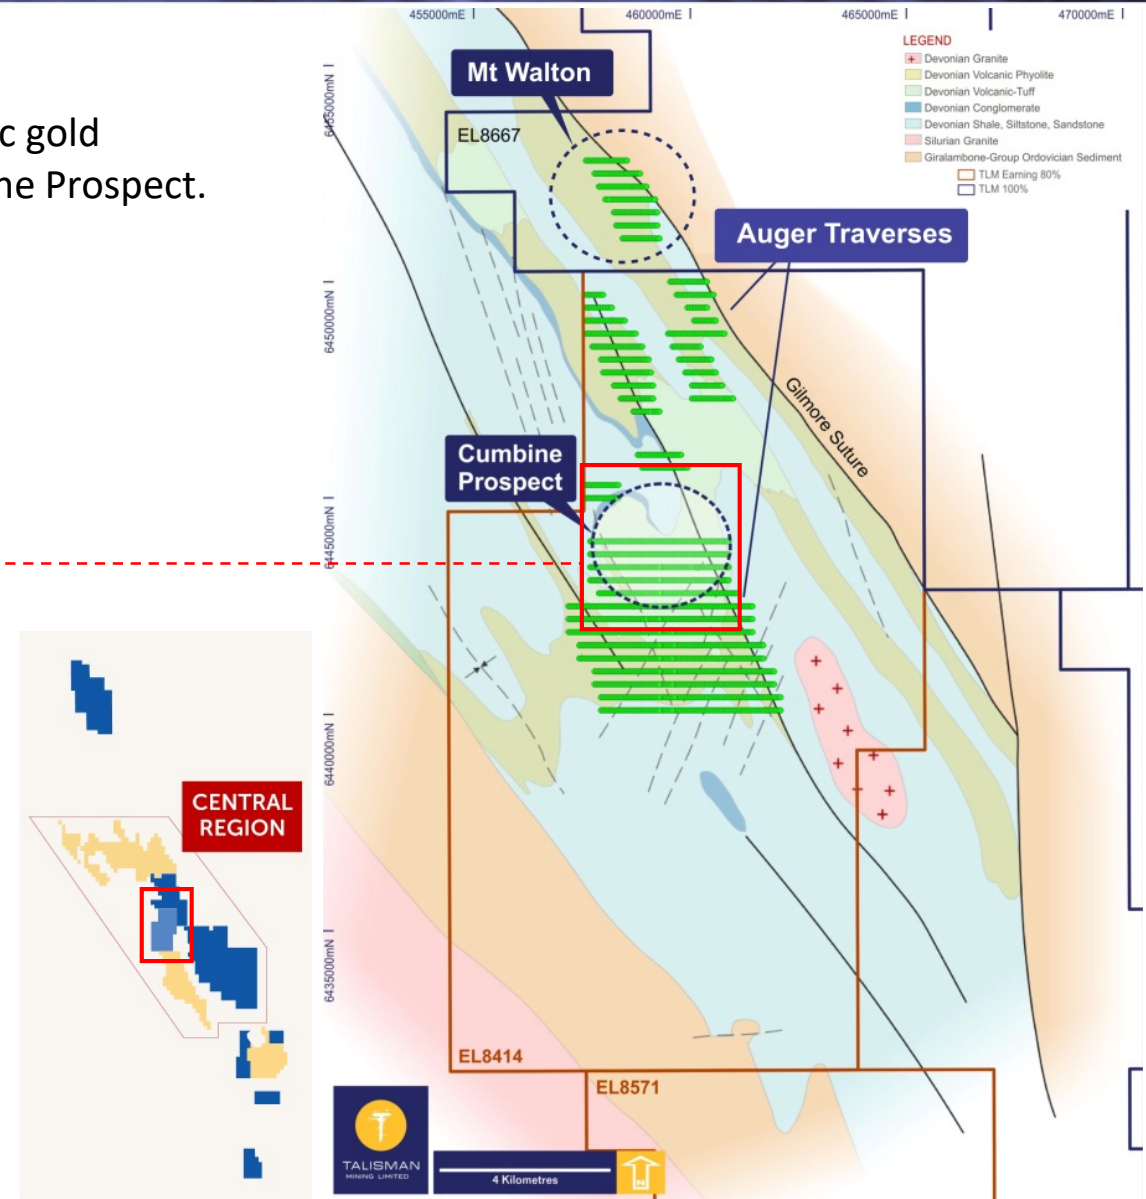 455000mE
460000mE
465000mE
470000mE
LEGEND
Devonian Granite
Devonian Volcanic Phyolite
Devonian Volcanic-Tuff
Devonian Conglomerate
Devonian Shale, Siltstone, Sandstone
Silurian Granite
Giralambone-Group Ordovician Sediment
TLM Earning 80%
TLM 100%
c gold
ne Prospect.
Mt Walton
6455000mN
EL8667
Auger Traverses
6450000mN
Gilmore Suture
Cumbine
Prospect
6445000mN
6440000mN
CENTRAL
REGION
6435000mN
EL8414
EL8571
TALISMAN
MINING LIMITED
4 Kilometres
N